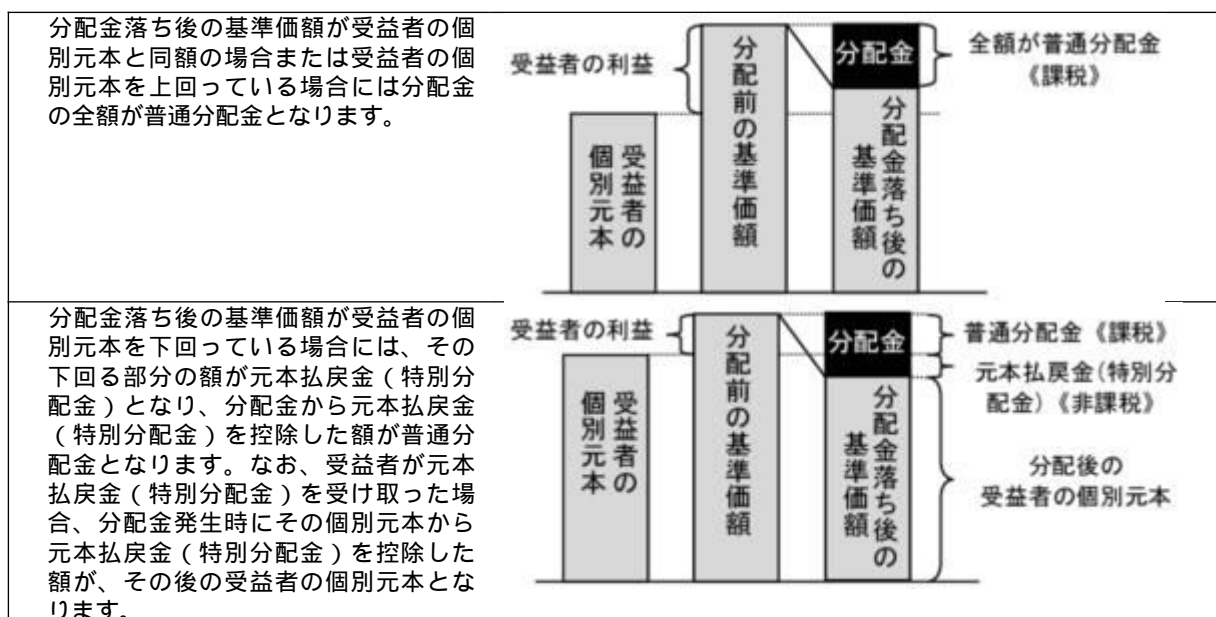 分配金落ち後の基準価額が受益者の個
別元本と同額の場合または受益者の個
別元本を上回っている場合には分配金
の全額が普通分配金となります。
受益者の利益
受益者の
個別元本
分配前の基準価額
分配金
分配金落ち後の
基準価額
全額が普通分配金
《課税》
分配金落ち後の基準価額が受益者の個
別元本を下回っている場合には、その
下回る部分の額が元本払戻金(特別分
配金)となり、分配金から元本払戻金
(特別分配金)を控除した額が普通分
配金となります。なお、受益者が元本
払戻金(特別分配金)を受け取った場
合、分配金発生時にその個別元本から
元本払戻金(特別分配金)を控除した
額が、その後の受益者の個別元本とな
ります。
受益者の利益
受益者の
個別元本
分配前の基準価額
分配金
分配金落ち後の
基準価額
普通分配金《課税》
元本払戻金(特別分
配金)《非課税》
分配後の
受益者の個別元本